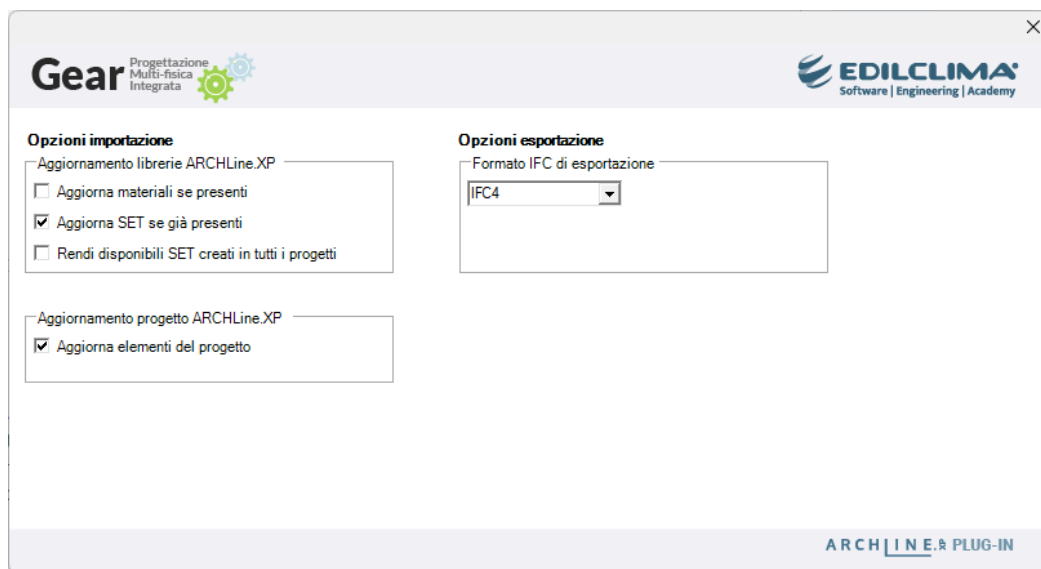 Gear Progettazione
Multi-fisica
Integrata
EDILCLIMA®
Software | Engineering | Academy
Opzioni importazione
Aggiornamento librerie ARCHLine.XP
Aggiorna materiali se presenti
Aggiorna SET se già presenti
Rendi disponibili SET creati in tutti i progetti
Aggiornamento progetto ARCHLine.XP
Aggiorna elementi del progetto
Opzioni esportazione
Formato IFC di esportazione
IFC4
ARCHLINE.XP PLUG-IN